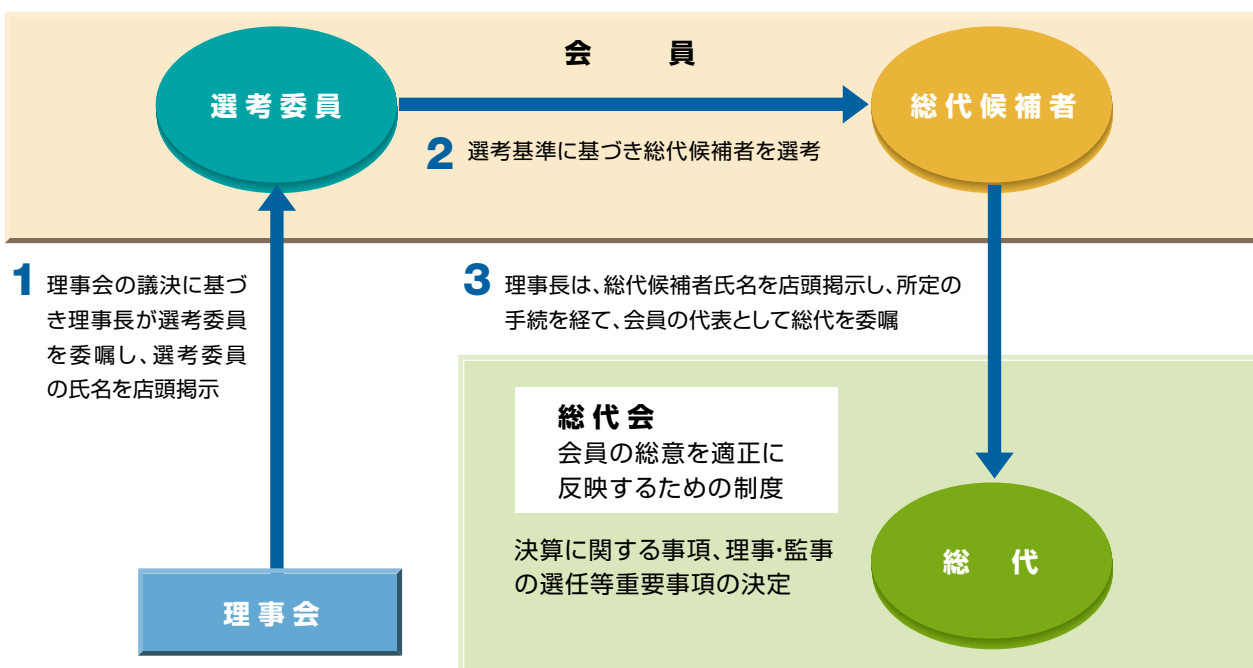 会員
選考委員
総代候補者
2 選考基準に基づき総代候補者を選考
1 理事会の議決に基づ
き理事長が選考委員
を委嘱し、選考委員
の氏名を店頭掲示
3 理事長は、総代候補者氏名を店頭掲示し、所定の
手続を経て、会員の代表として総代を委嘱
総代会
会員の総意を適正に
反映するための制度
決算に関する事項、理事・監事
の選任等重要事項の決定
総代
理事会